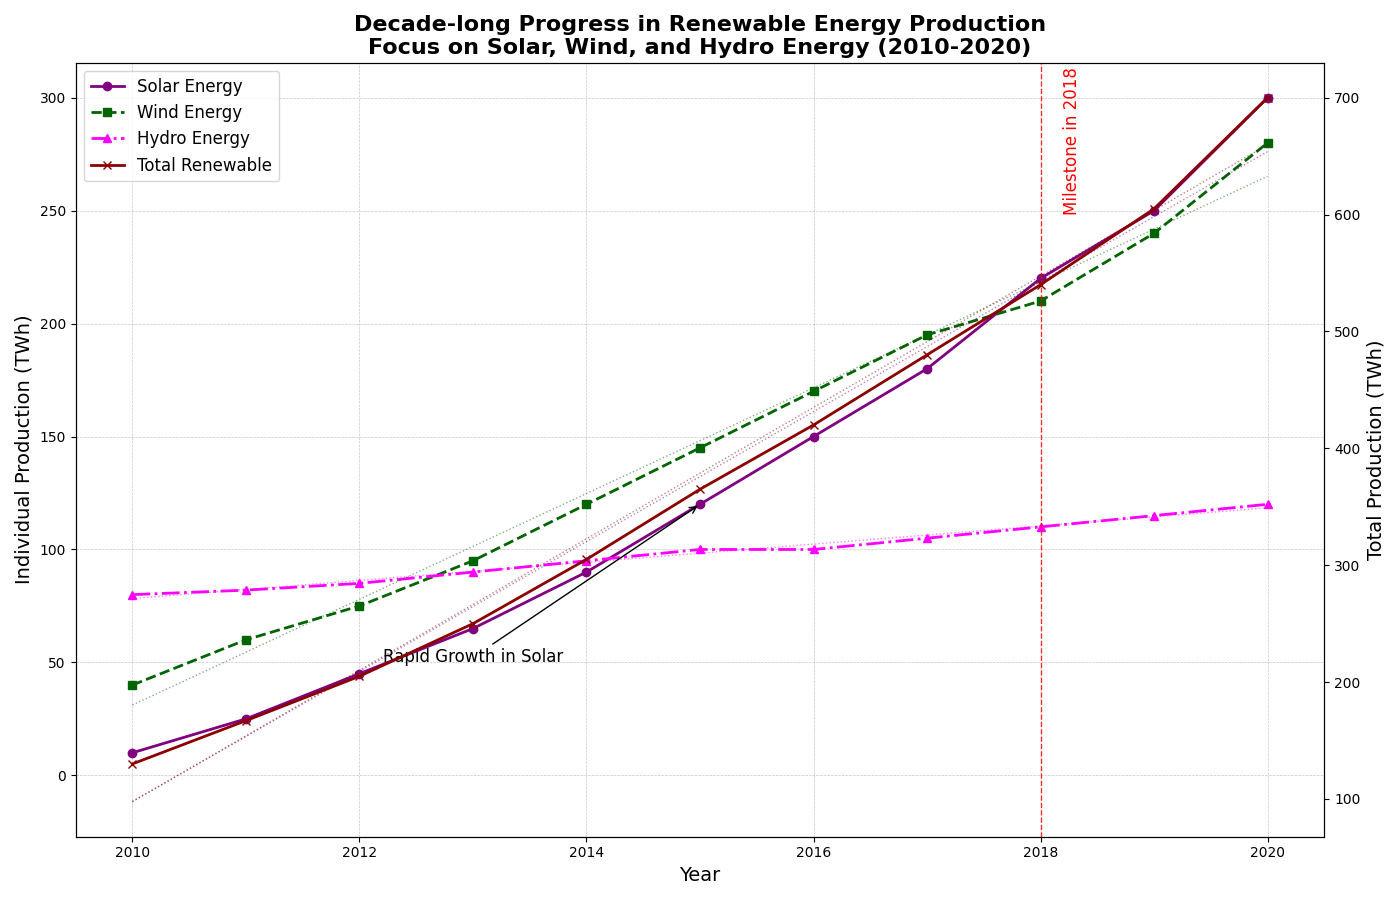 Decade-long Progress in Renewable Energy Production
Focus on Solar, Wind, and Hydro Energy (2010-2020)
Solar Energy
Wind Energy
Hydro Energy
Total Renewable
Milestone in 2018
Rapid Growth in Solar
Individual Production (TWh)
300
250
200
150
100
50
0
Total Production (TWh)
700
600
500
400
300
200
100
2010
2012
2014
2016
2018
2020
Year